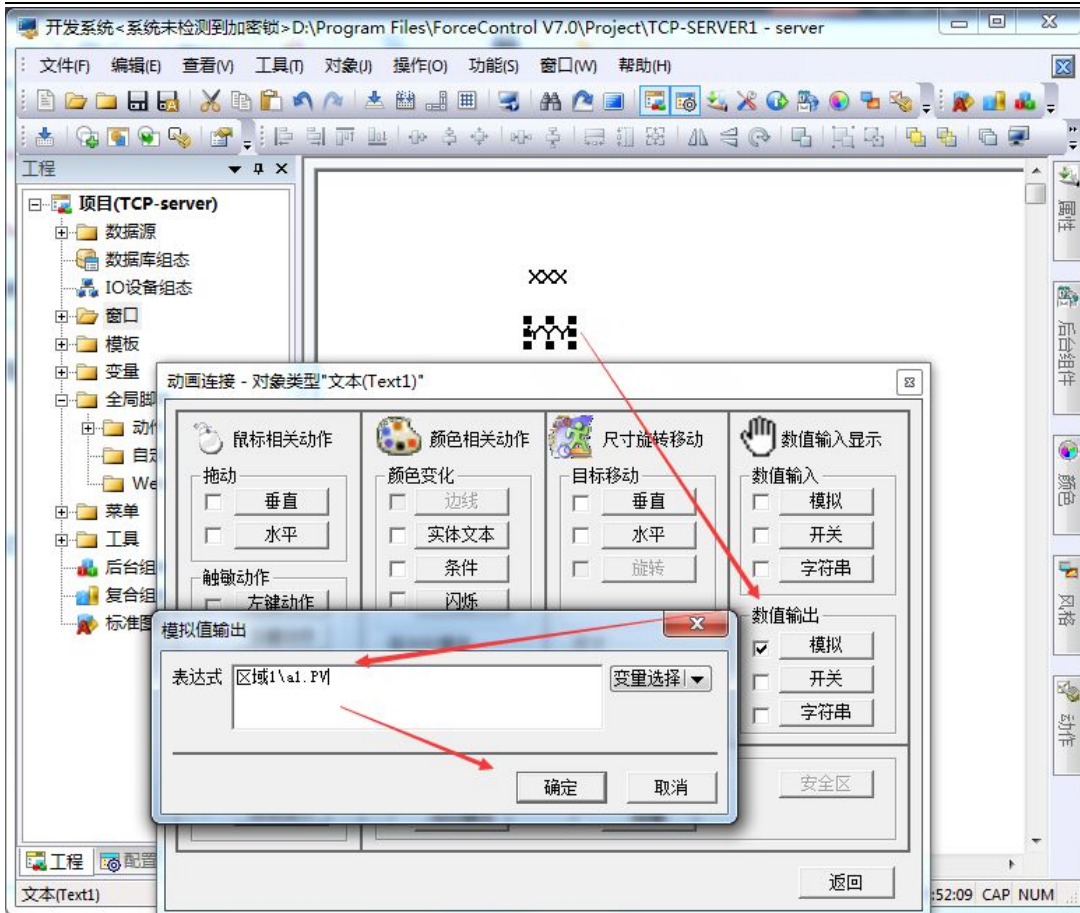 开发系统<系统未检测到加密锁>D:\Program Files\ForceControl V7.0\Project\TCP-SERVER1 - server
文件(F) 编辑(E) 查看(V) 工具(T) 对象(J) 操作(O) 功能(S) 窗口(W) 帮助(H)
工程
项目(TCP-server)
数据源
数据库组态
IO设备组态
窗口
模板
变量
全局脚
动作
自定
We
菜单
工具
后台组
复合组
标准图
工程 配置
文本(Text1)
XXX
YYY
动画连接 - 对象类型"文本(Text1)"
鼠标相关动作
拖动
垂直
水平
触敏动作
左键动作
颜色相关动作
颜色变化
边线
实体文本
条件
闪烁
尺寸旋转移动
目标移动
垂直
水平
旋转
数值输入显示
数值输入
模拟
开关
字符串
数值输出
模拟
开关
字符串
安全区
返回
模拟值输出
表达式 区域1\a1.PV 变量选择
确定 取消
属性
后台组件
颜色
风格
动作
:52:09 CAP NUM